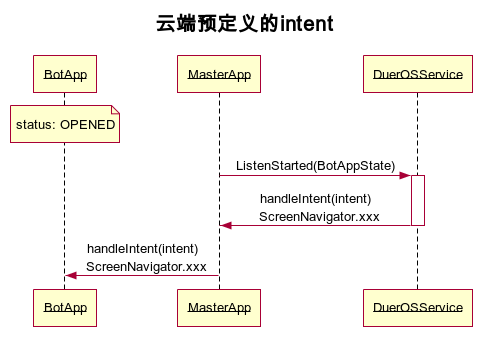 云端预定义的intent
BotApp
MasterApp
DuerOSService
status: OPENED
ListenStarted(BotAppState)
handleIntent(intent)
ScreenNavigator.xxx
handleIntent(intent)
ScreenNavigator.xxx
BotApp
MasterApp
DuerOSService